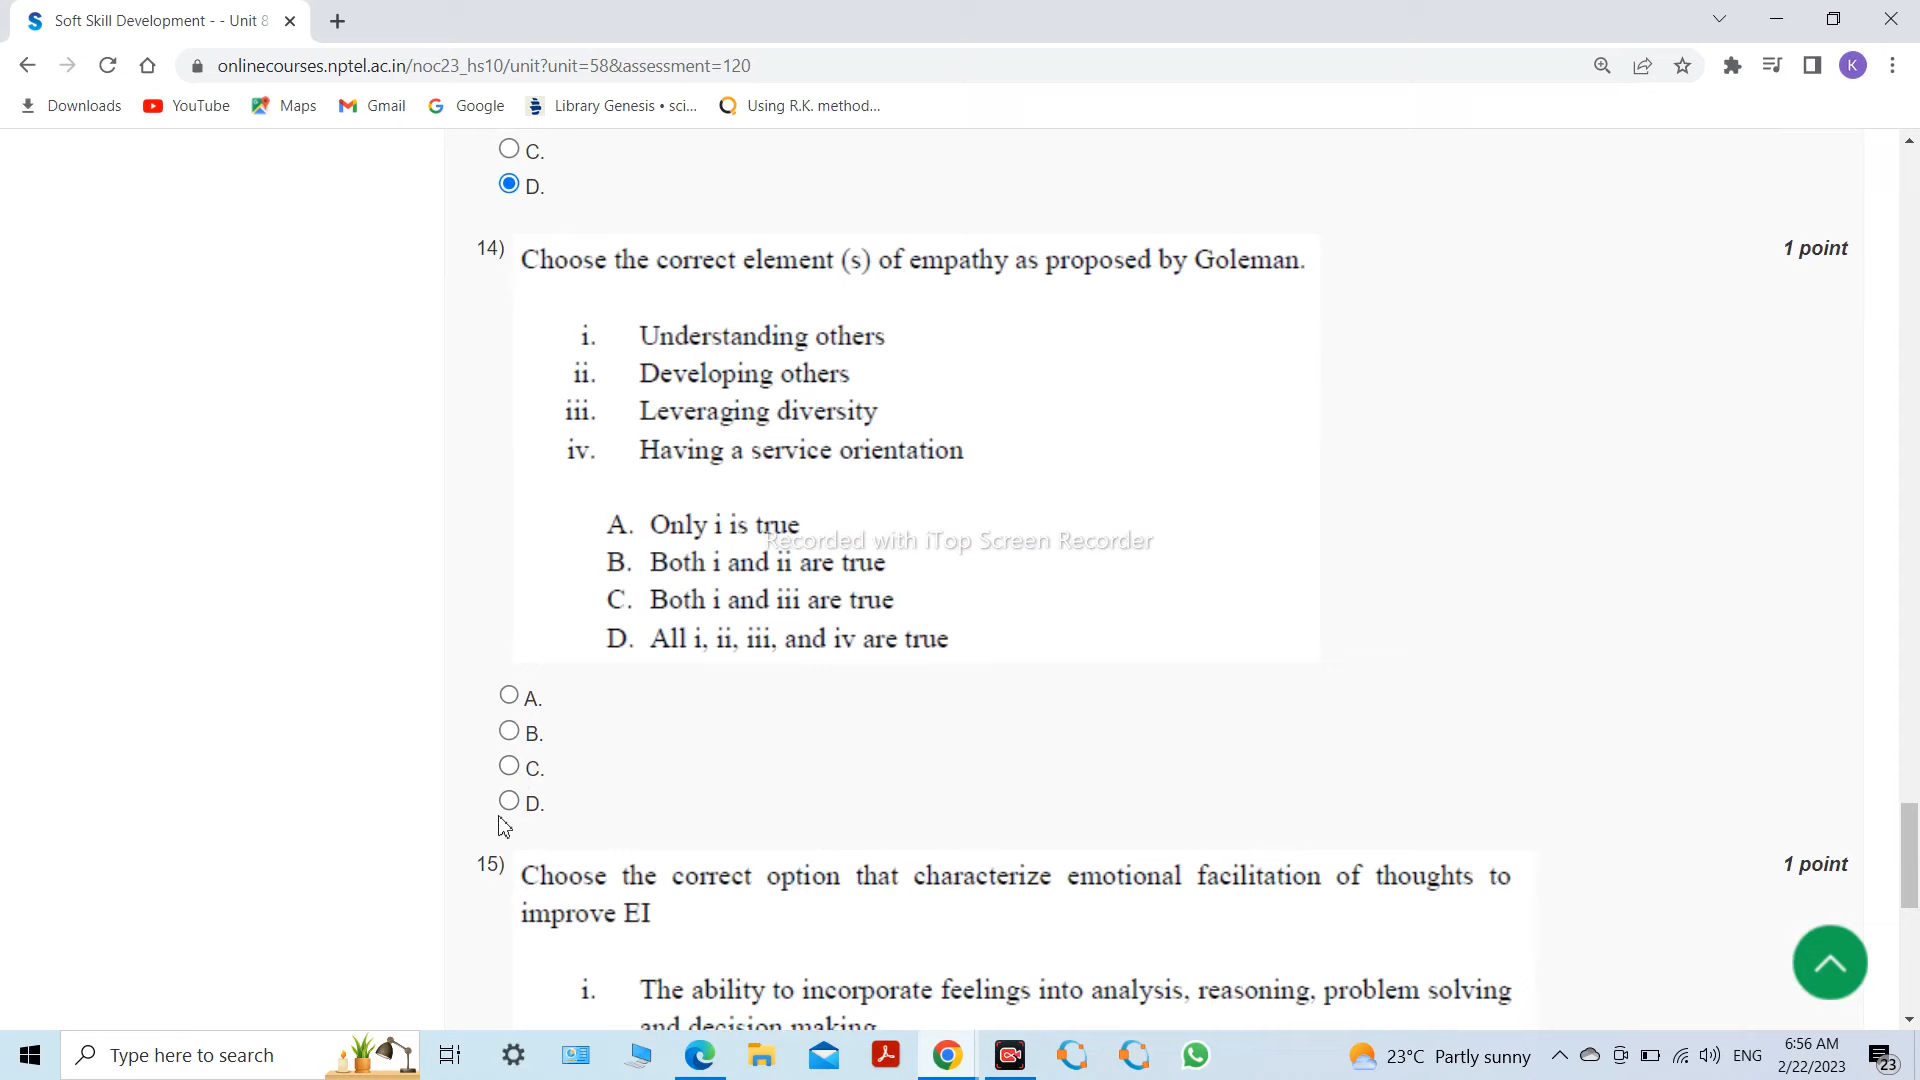 Soft Skill Development - - Unit 8
onlinecourses.nptel.ac.in/noc23_hs10/unit?unit=58&assessment=120
K
Downloads YouTube Maps Gmail Google Library Genesis • sci... Using R.K. method...
C.
D.
14) Choose the correct element (s) of empathy as proposed by Goleman. 1 point
i. Understanding others
ii. Developing others
iii. Leveraging diversity
iv. Having a service orientation
A. Only i is true
Recorded with iTop Screen Recorder
B. Both i and ii are true
C. Both i and iii are true
D. All i, ii, iii, and iv are true
A.
B.
C.
D.
15) Choose the correct option that characterize emotional facilitation of thoughts to 1 point
improve EI
i. The ability to incorporate feelings into analysis, reasoning, problem solving
and decision making
Type here to search 23°C Partly sunny ENG 6:56 AM
2/22/2023
23